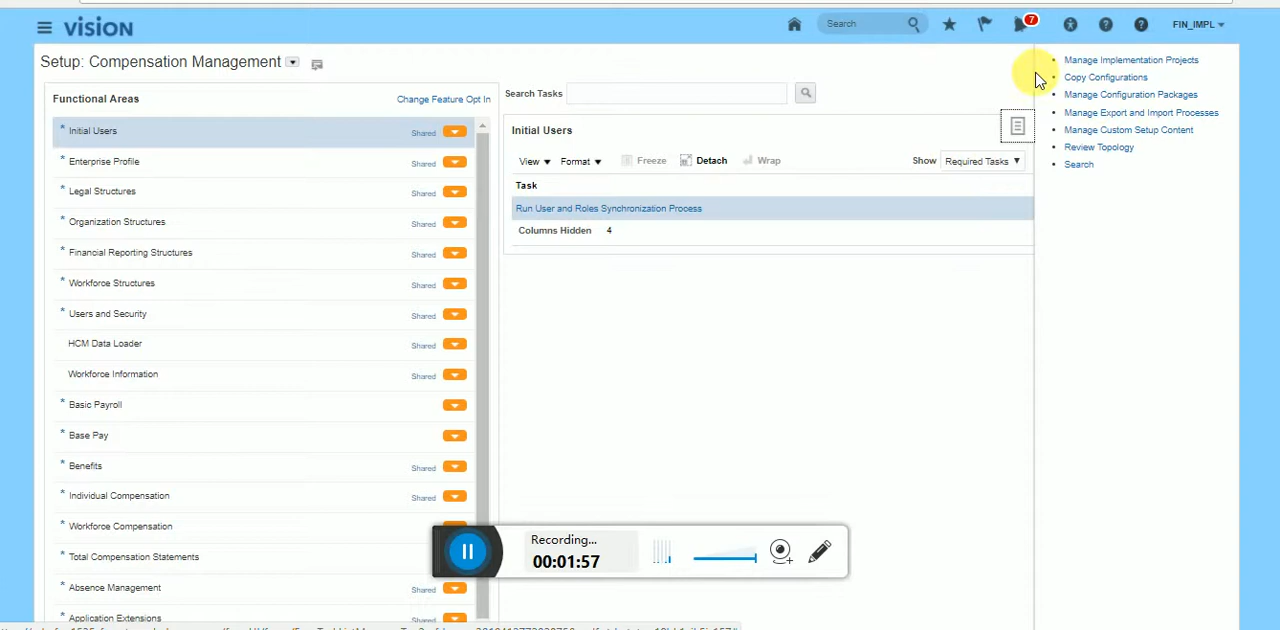 vision
Search
7
FIN_IMPL
Setup: Compensation Management
Functional Areas
Change Feature Opt In
* Initial Users Shared
* Enterprise Profile Shared
* Legal Structures Shared
* Organization Structures Shared
* Financial Reporting Structures Shared
* Workforce Structures Shared
* Users and Security Shared
HCM Data Loader Shared
Workforce Information Shared
* Basic Payroll
* Base Pay
* Benefits Shared
* Individual Compensation Shared
* Workforce Compensation
* Total Compensation Statements
* Absence Management Shared
* Application Extensions Shared
Search Tasks
Initial Users
View Format Freeze Detach Wrap Show Required Tasks
Task
Run User and Roles Synchronization Process
Columns Hidden 4
Manage Implementation Projects
Copy Configurations
Manage Configuration Packages
Manage Export and Import Processes
Manage Custom Setup Content
Review Topology
Search
Recording...
00:01:57